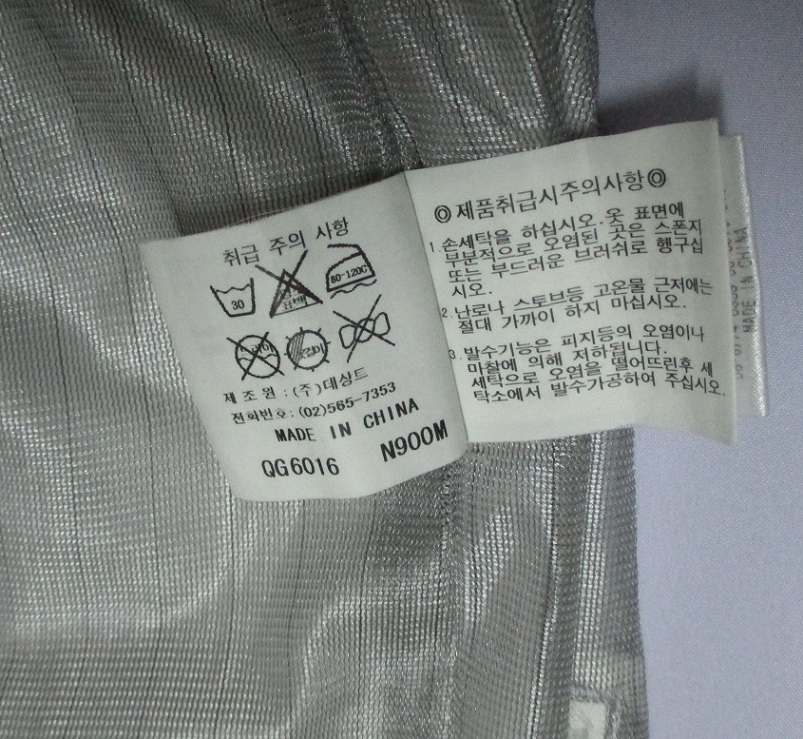 취급 주의 사항
30
80-120C
제조원 : (주)대상트
전화번호 : (02)565-7353
MADE IN CHINA
QG6016 N900M
◎제품취급시주의사항◎
1. 손세탁을 하십시오. 옷 표면에
부분적으로 오염된 곳은 스폰지
또는 부드러운 브러쉬로 헹구십
시오.
2. 난로나 스토브등 고온물 근저에는
절대 가까이 하지 마십시오.
3. 발수기능은 피지등의 오염이나
마찰에 의해 저하됩니다.
세탁으로 오염을 떨어뜨린후 세
탁소에서 발수가공하여 주십시오.
MADE IN CHINA